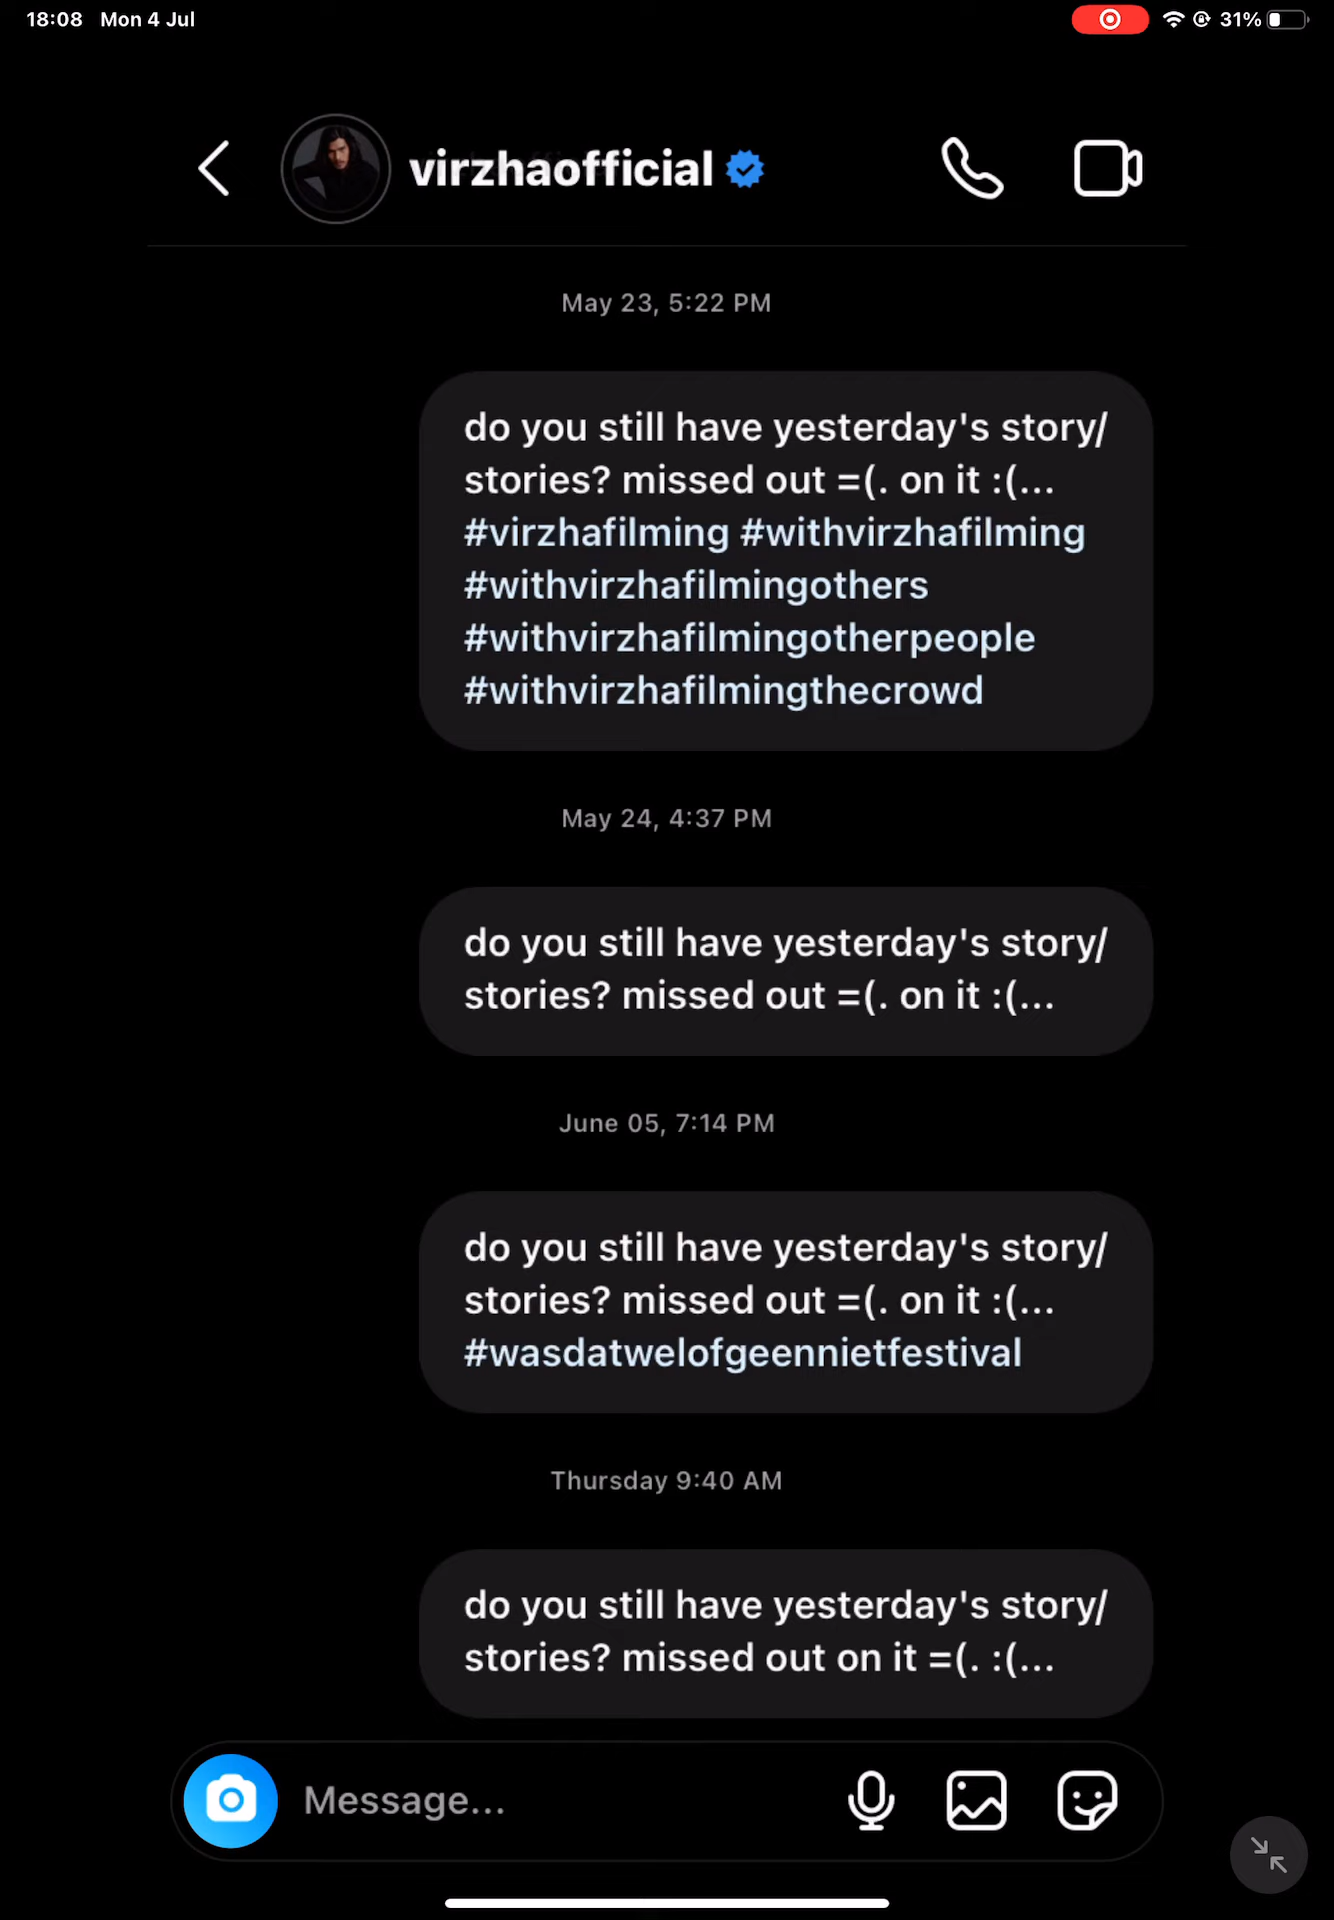 18:08 Mon 4 Jul
31%
virzhaofficial
May 23, 5:22 PM
do you still have yesterday's story/
stories? missed out =(. on it :(...
#virzhafilming #withvirzhafilming
#withvirzhafilmingothers
#withvirzhafilmingotherpeople
#withvirzhafilmingthecrowd
May 24, 4:37 PM
do you still have yesterday's story/
stories? missed out =(. on it :(...
June 05, 7:14 PM
do you still have yesterday's story/
stories? missed out =(. on it :(...
#wasdatwelofgeennietfestival
Thursday 9:40 AM
do you still have yesterday's story/
stories? missed out on it =(. :(...
Message...